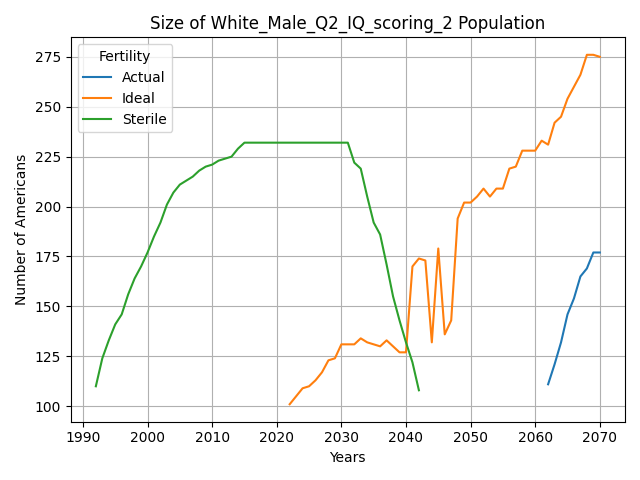 Size of White_Male_Q2_IQ_scoring_2 Population
Fertility
Actual
Ideal
Sterile
Number of Americans
275
250
225
200
175
150
125
100
1990 2000 2010 2020 2030 2040 2050 2060 2070
Years